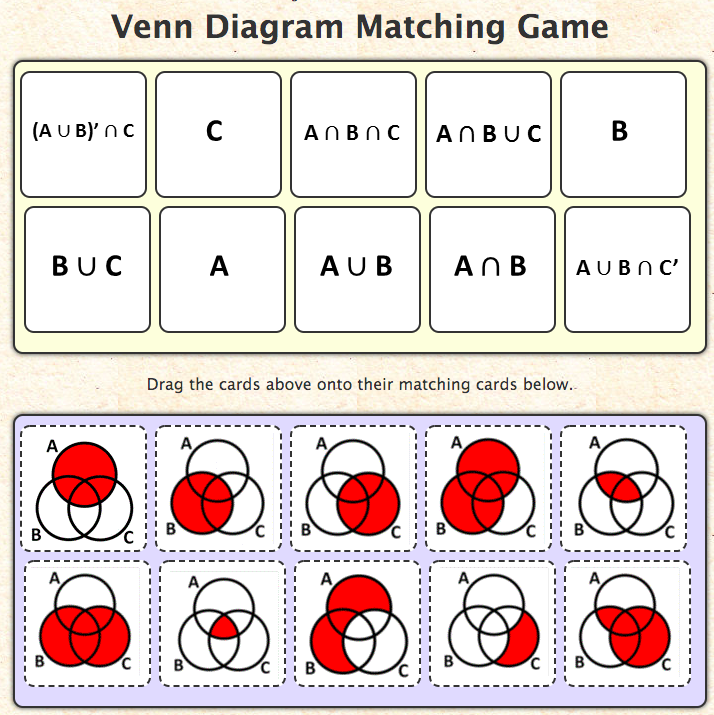 Venn Diagram Matching Game
(A ∪ B)’ ∩ C
C
A ∩ B ∩ C
A ∩ B ∪ C
B
B ∪ C
A
A ∪ B
A ∩ B
A ∪ B ∩ C’
Drag the cards above onto their matching cards below.
A
B
C
A
B
C
A
B
C
A
B
C
A
B
C
A
B
C
A
B
C
A
B
C
A
B
C
A
B
C